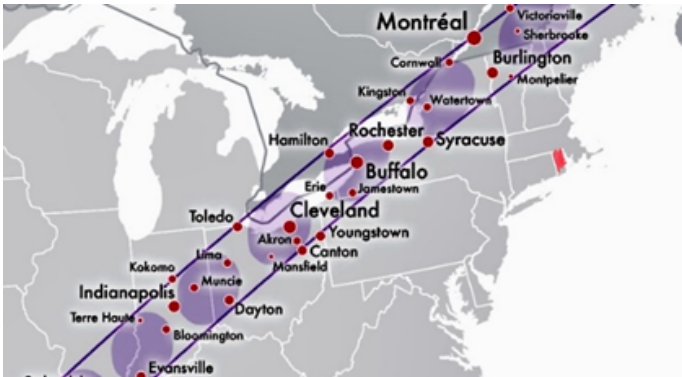 Victoriaville
Montréal
Sherbrooke
Cornwall
Burlington
Montpelier
Kingston
Watertown
Rochester
Hamilton
Syracuse
Buffalo
Erie
Jamestown
Toledo
Cleveland
Youngstown
Akron
Canton
Lima
Mansfield
Kokomo
Muncie
Indianapolis
Dayton
Terre Haute
Bloomington
Evansville